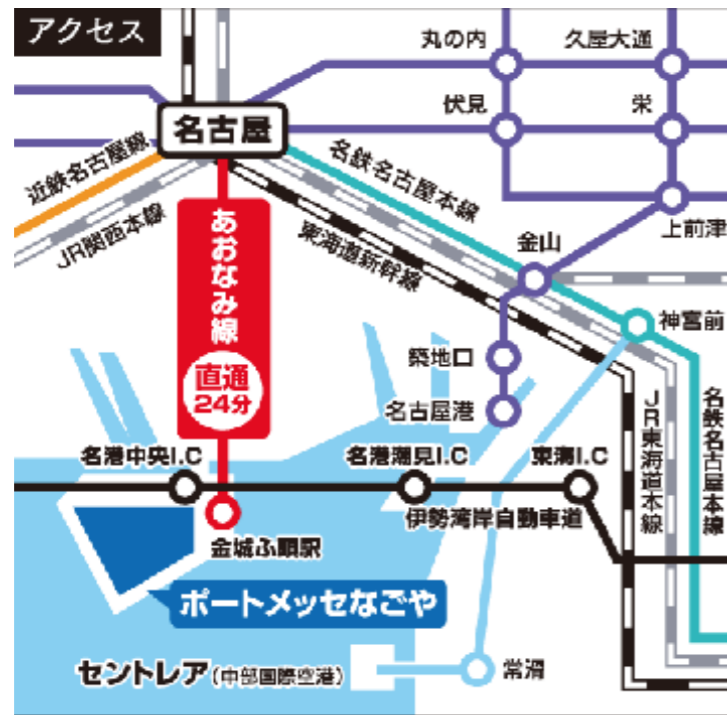 アクセス
丸の内
久屋大通
伏見
栄
名古屋
近鉄名古屋線
JR関西本線
名鉄名古屋本線
東海道新幹線
上前津
金山
神宮前
あおなみ線
直通
24分
築地口
名古屋港
JR東海道本線
名鉄名古屋本線
名港中央I.C
名港潮見I.C
東海I.C
伊勢湾岸自動車道
金城ふ頭駅
ポートメッセなごや
セントレア(中部国際空港)
常滑